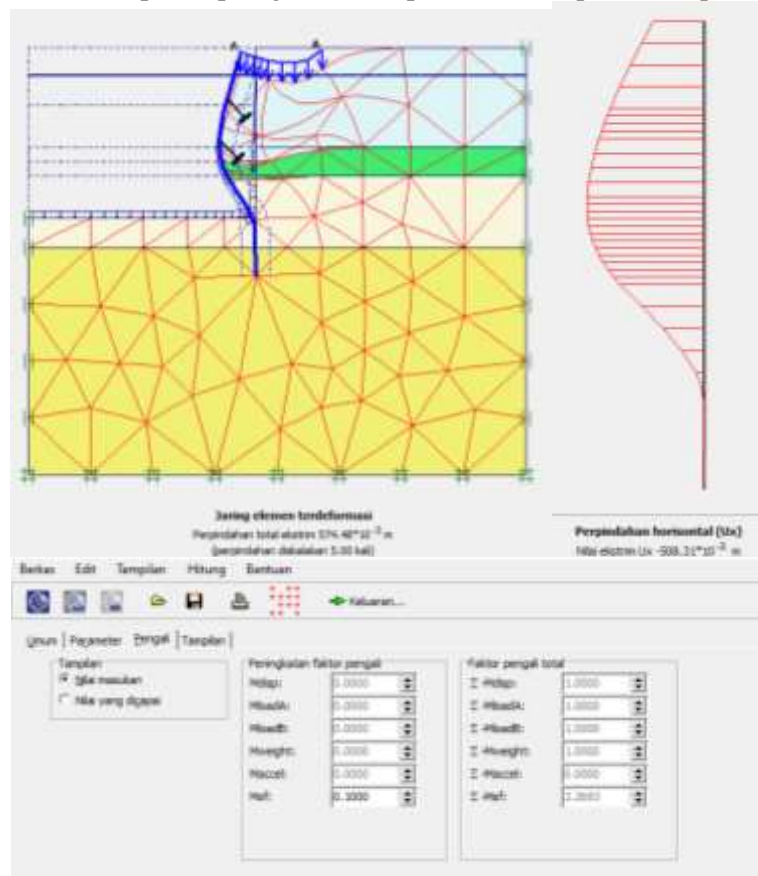 A A
Jaring elemen terdeformasi
Perpindahan total ekstrim 574.48*10-3 m
(perpindahan diskalakan 5.00 kali)
Perpindahan horisontal (Ux)
Nilai ekstrim Ux -508.31*10-3 m
Berkas Edit Tampilan Hitung Bantuan
Keluaran...
Umum Parameter Pengali Tampilan
Tampilan
Nilai masukan
Nilai yang dicapai
Peningkatan faktor pengali
Mdisp: 0.0000
MloadA: 0.0000
MloadB: 0.0000
Mweight: 0.0000
Maccel: 0.0000
Msf: 0.1000
Faktor pengali total
Σ -Mdisp: 1.0000
Σ -MloadA: 1.0000
Σ -MloadB: 1.0000
Σ -Mweight: 1.0000
Σ -Maccel: 0.0000
Σ -Msf: